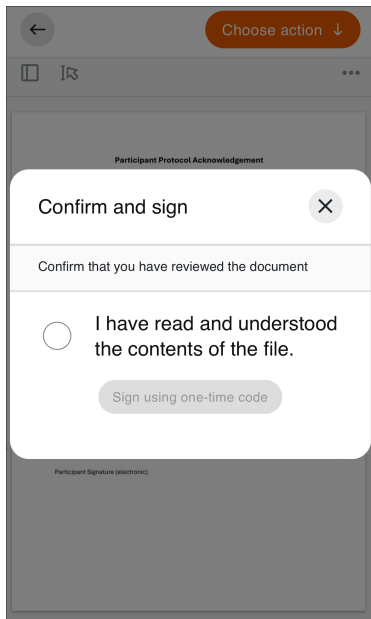 Choose action ↓
Participant Protocol Acknowledgement
Confirm and sign
Confirm that you have reviewed the document
I have read and understood
the contents of the file.
Sign using one-time code
Participant Signature (electronic)